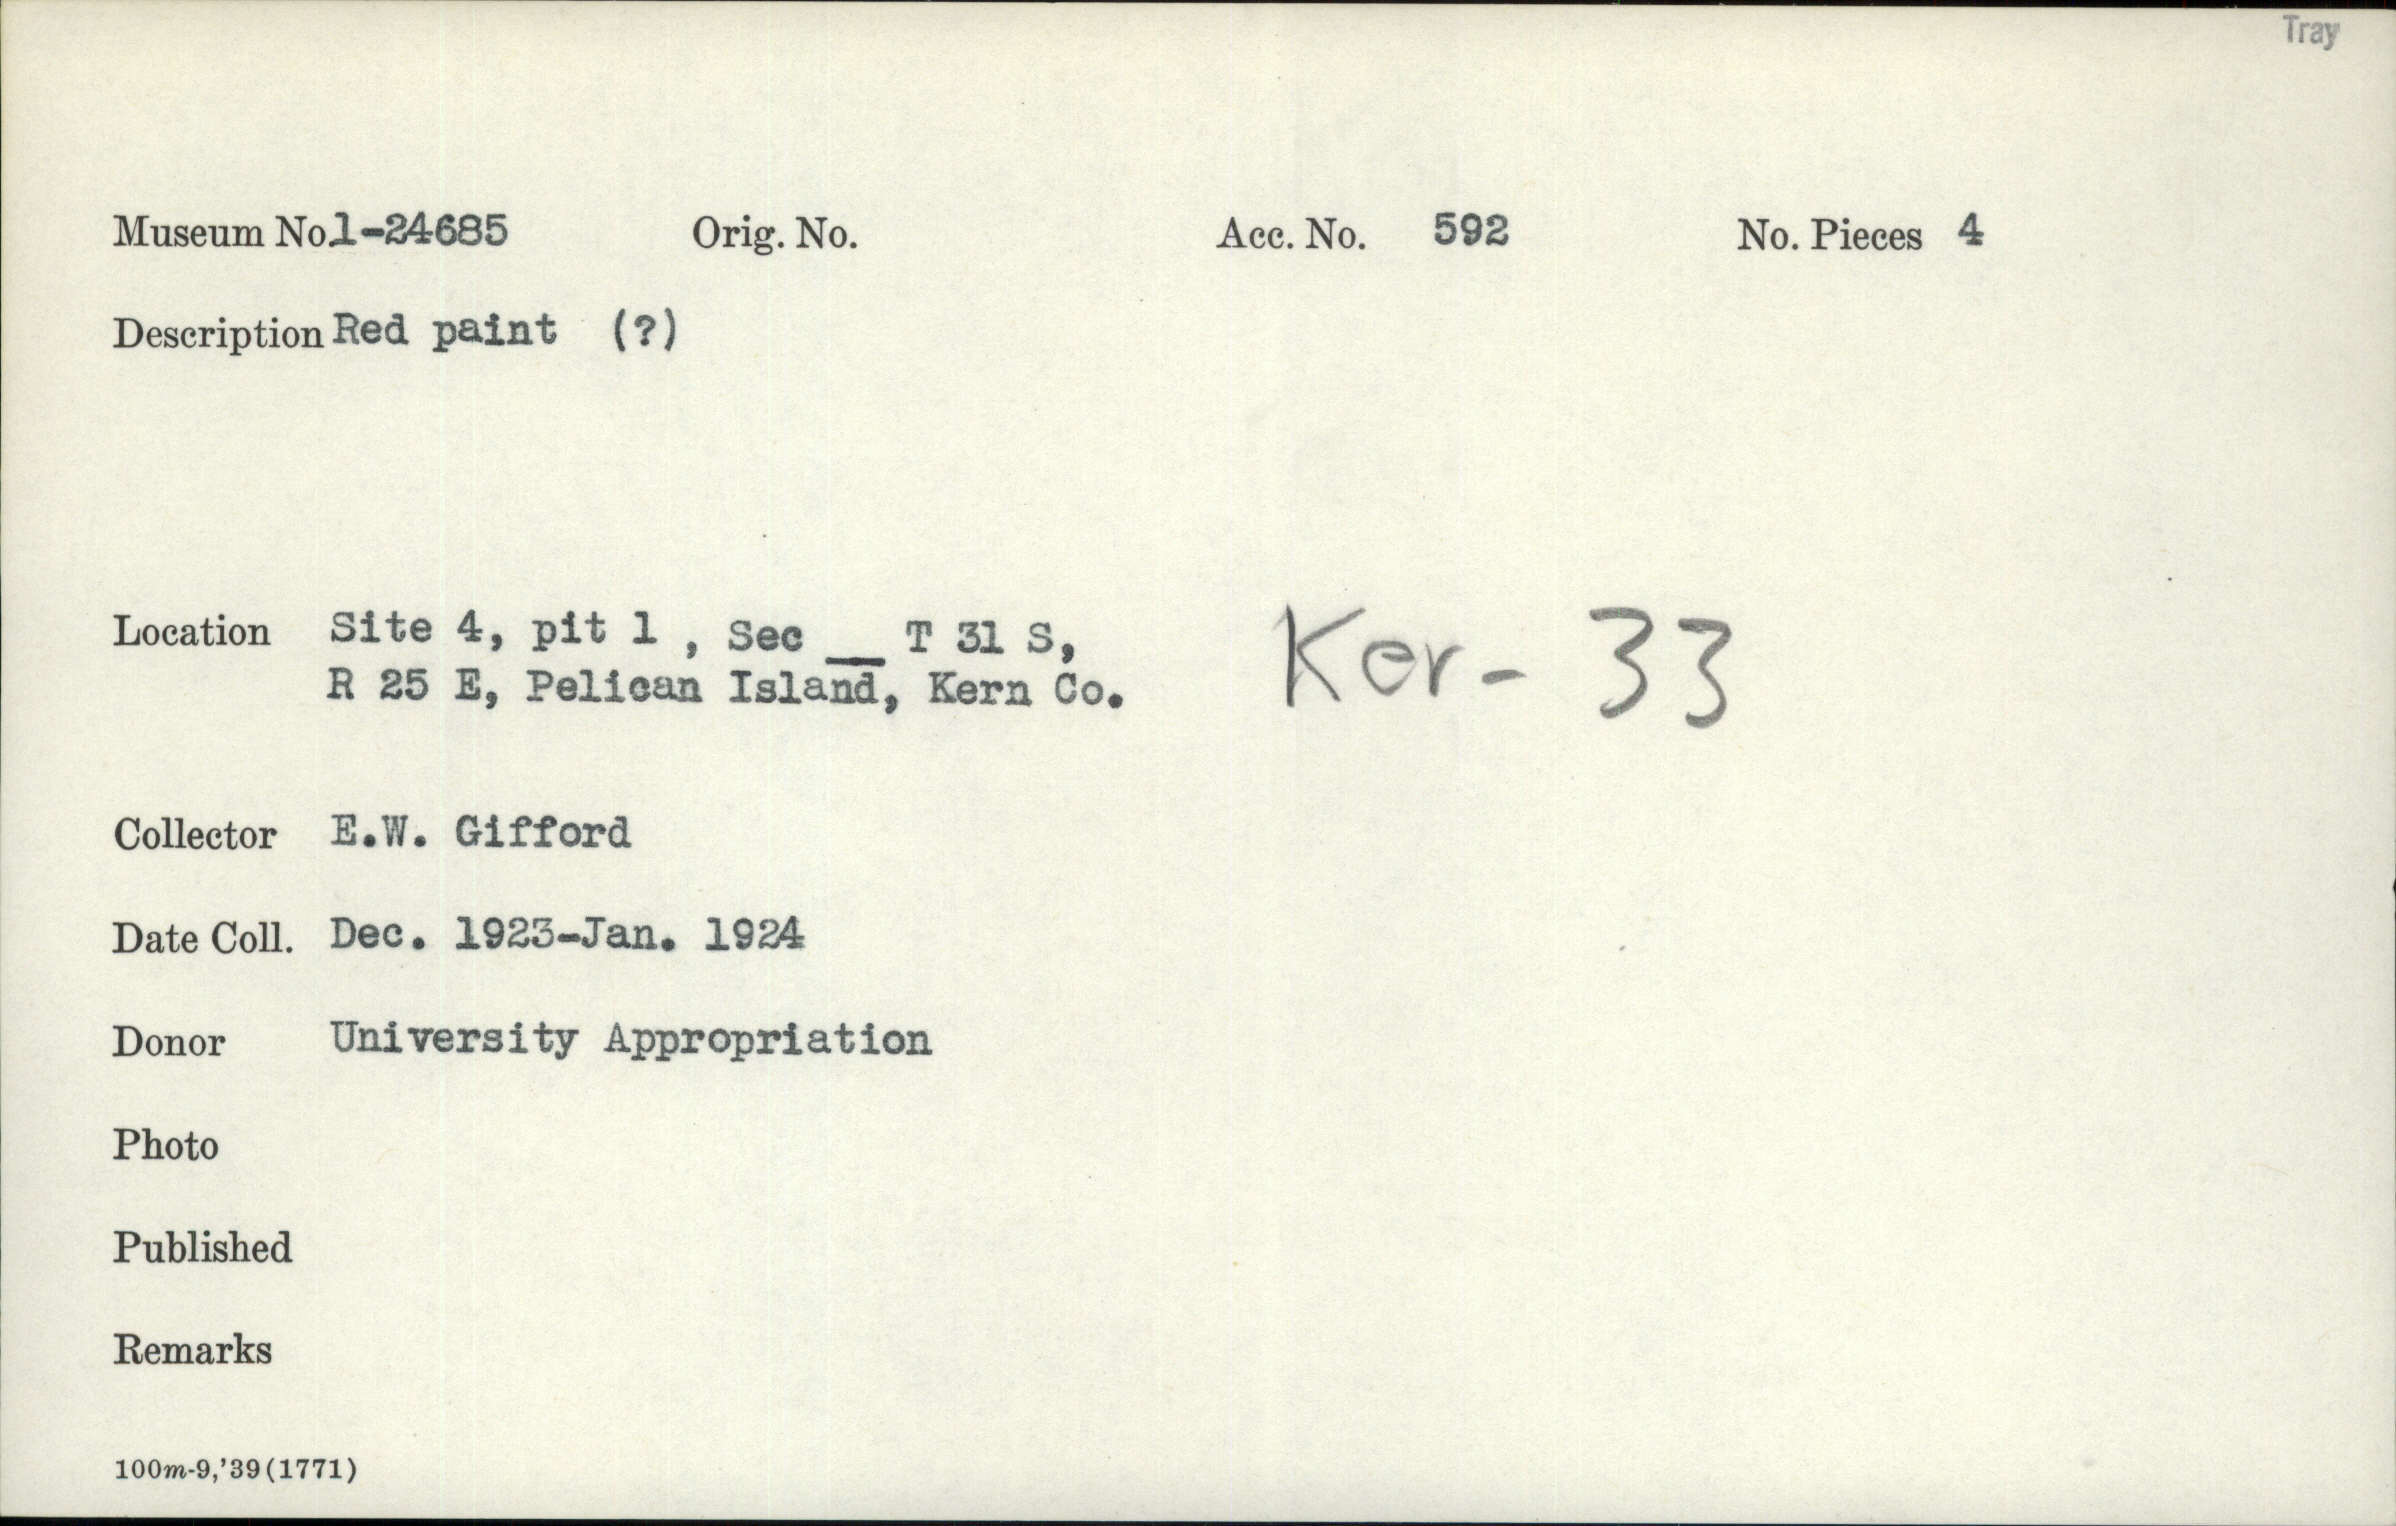 Tray
Museum No.1-24685 Orig. No. Acc. No. 592 No. Pieces 4
Description Red paint (?)
Location Site 4, pit 1 , Sec __ T 31 S,
R 25 E, Pelican Island, Kern Co.
Ker- 33
Collector E.W. Gifford
Date Coll. Dec. 1923-Jan. 1924
Donor University Appropriation
Photo
Published
Remarks
100m-9,'39(1771)